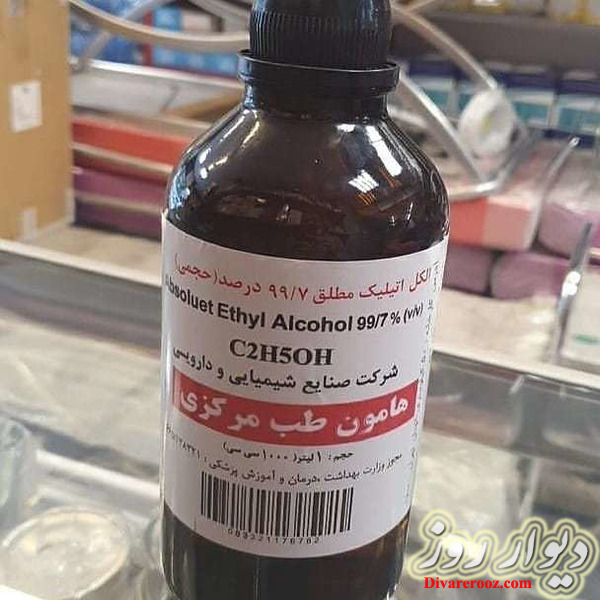 الکل اتیلیک مطلق ۹۹/۷ درصد(حجمی)
Absoluet Ethyl Alcohol 99/7 % (v/v)
C2H5OH
شرکت صنایع شیمیایی و دارویی
هامون طب مرکزی
حجم : ۱ لیتر( ۱۰۰۰ سی سی)
مجوز وزارت بهداشت ،درمان و آموزش پزشکی :
دیوار روز
Divarerooz.com